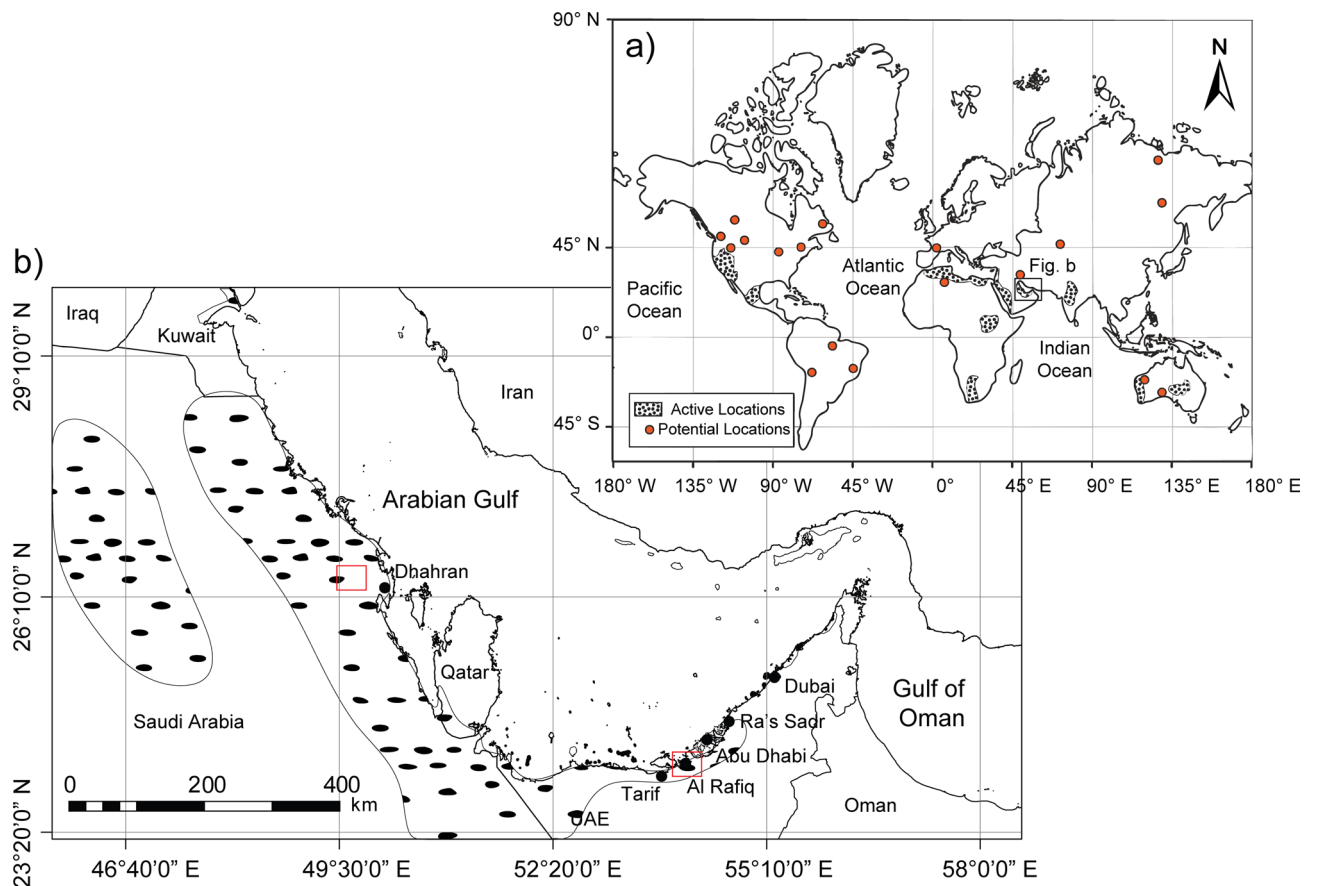 a)
N
90° N
45° N
0°
45° S
Pacific
Ocean
Atlantic
Ocean
Fig. b
Indian
Ocean
Active Locations
Potential Locations
180° W 135° W 90° W 45° W 0° 45° E 90° E 135° E 180° E
b)
Iraq
Kuwait
Iran
Arabian Gulf
Dhahran
Qatar
Saudi Arabia
Dubai
Ra's Sadr
Abu Dhabi
Al Rafiq
Tarif
UAE
Oman
Gulf of
Oman
0 200 400
km
29°10'0" N
26°10'0" N
23°20'0" N
46°40'0" E 49°30'0" E 52°20'0" E 55°10'0" E 58°0'0" E